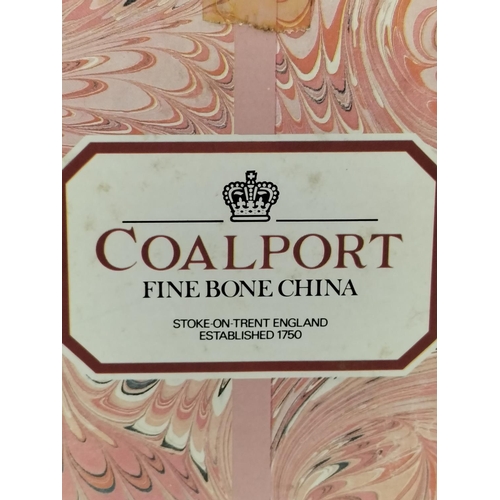 COALPORT
FINE BONE CHINA
STOKE-ON-TRENT ENGLAND
ESTABLISHED 1750